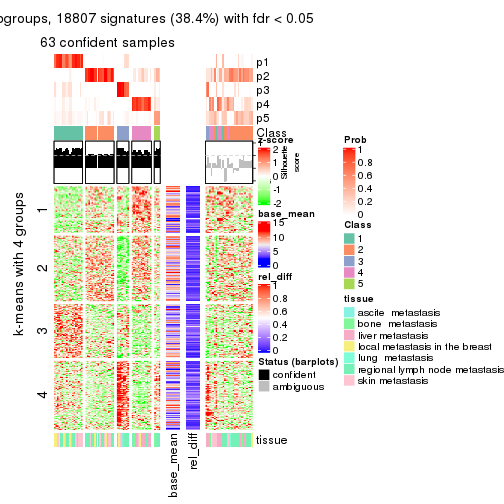 ogroups, 18807 signatures (38.4%) with fdr < 0.05
63 confident samples
p1
p2
p3
p4
p5
Class
1
2
3
4
k-means with 4 groups
base_mean
rel_diff
tissue
z-score
2
1
0
-1
-2
Silhouette
score
base_mean
15
10
5
0
rel_diff
1
0.8
0.6
0.4
0.2
0
Status (barplots)
confident
ambiguous
Prob
1
0.8
0.6
0.4
0.2
0
Class
1
2
3
4
5
tissue
ascite metastasis
bone metastasis
liver metastasis
local metastasis in the breast
lung metastasis
regional lymph node metastasis
skin metastasis